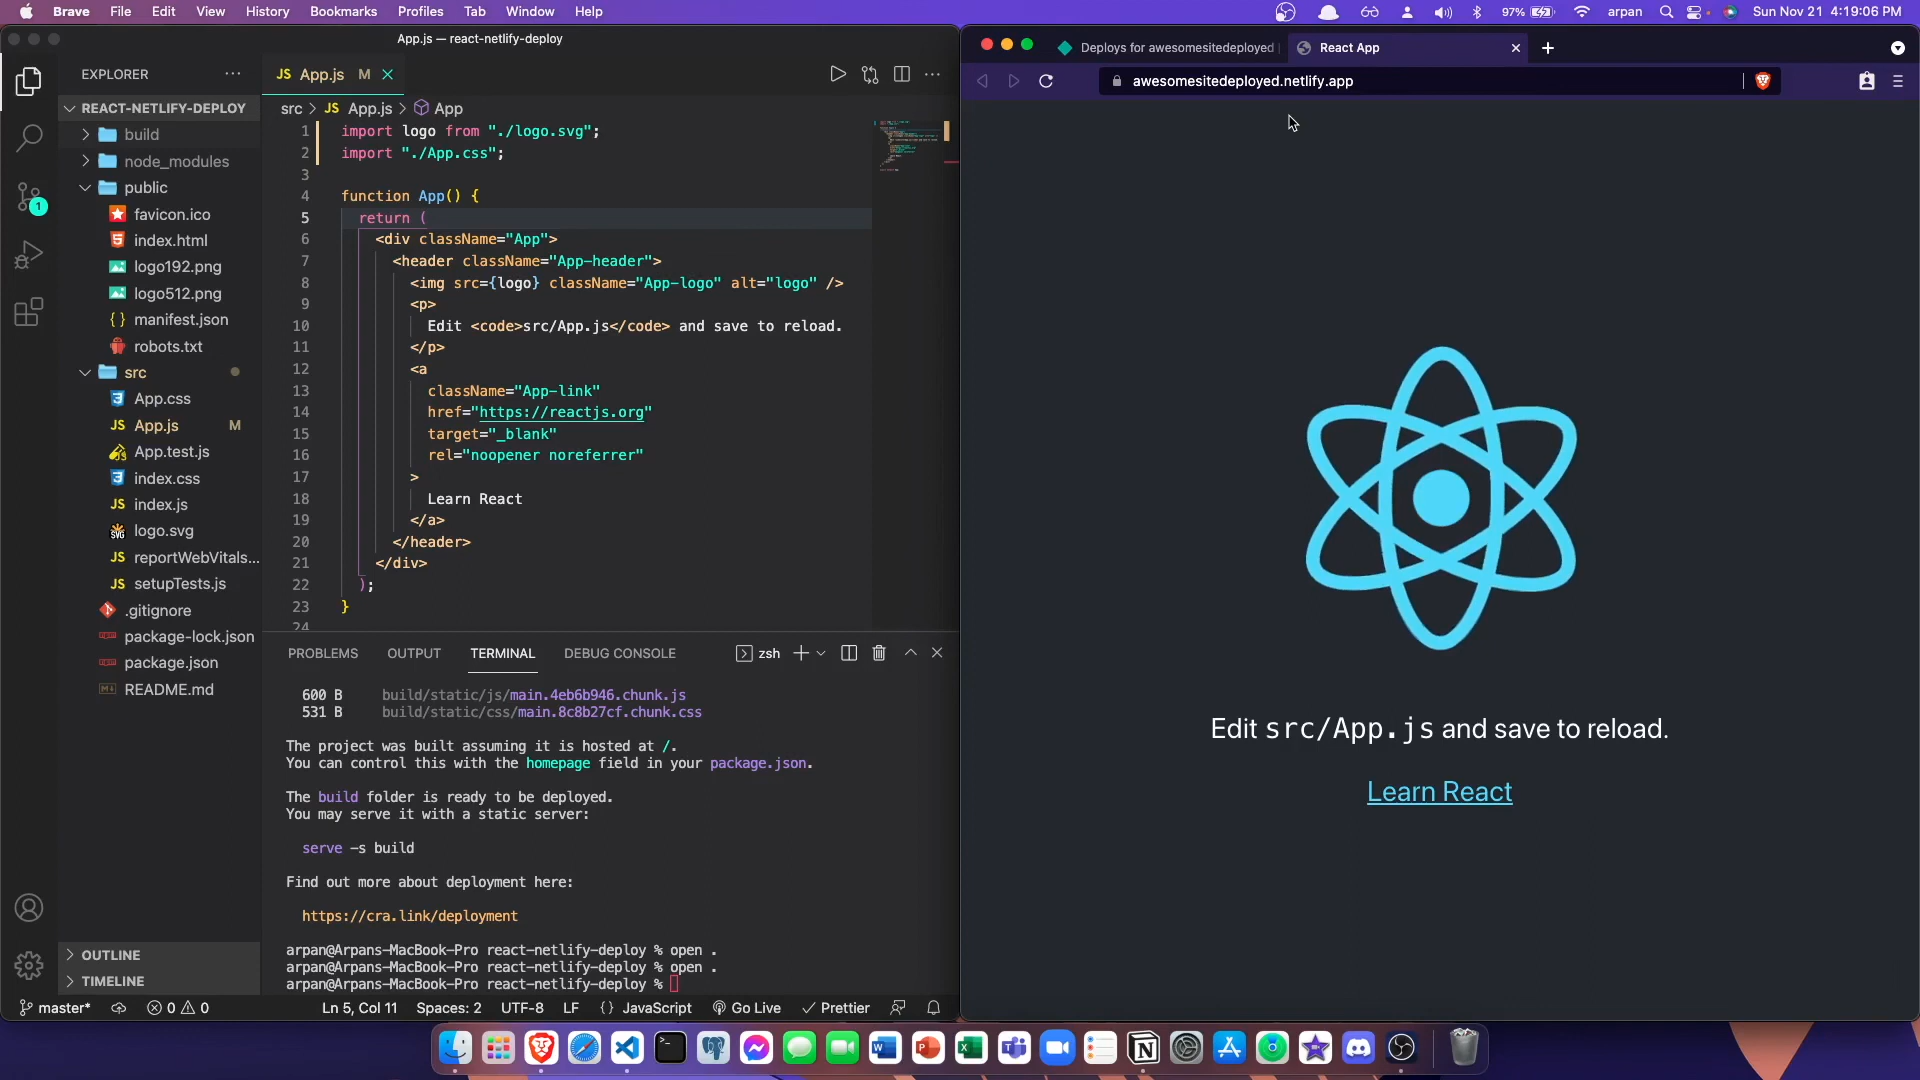 Brave File Edit View History Bookmarks Profiles Tab Window Help
97% arpan Sun Nov 21 4:19:06 PM
App.js — react-netlify-deploy
EXPLORER
REACT-NETLIFY-DEPLOY
build
node_modules
public
favicon.ico
index.html
logo192.png
logo512.png
manifest.json
robots.txt
src
App.css
App.js M
App.test.js
index.css
index.js
logo.svg
reportWebVitals...
setupTests.js
.gitignore
package-lock.json
package.json
README.md
OUTLINE
TIMELINE
1
JS App.js M
src > JS App.js > App
1 import logo from "./logo.svg";
2 import "./App.css";
3
4 function App() {
5 return (
6 <div className="App">
7 <header className="App-header">
8 <img src={logo} className="App-logo" alt="logo" />
9 <p>
10 Edit <code>src/App.js</code> and save to reload.
11 </p>
12 <a
13 className="App-link"
14 href="https://reactjs.org"
15 target="_blank"
16 rel="noopener noreferrer"
17 >
18 Learn React
19 </a>
20 </header>
21 </div>
22 );
23 }
24
PROBLEMS OUTPUT TERMINAL DEBUG CONSOLE zsh
600 B build/static/js/main.4eb6b946.chunk.js
531 B build/static/css/main.8c8b27cf.chunk.css
The project was built assuming it is hosted at /.
You can control this with the homepage field in your package.json.
The build folder is ready to be deployed.
You may serve it with a static server:
serve -s build
Find out more about deployment here:
https://cra.link/deployment
arpan@Arpans-MacBook-Pro react-netlify-deploy % open .
arpan@Arpans-MacBook-Pro react-netlify-deploy % open .
arpan@Arpans-MacBook-Pro react-netlify-deploy %
master* 0 0 Ln 5, Col 11 Spaces: 2 UTF-8 LF {} JavaScript Go Live Prettier
Deploys for awesomesitedeployed React App
awesomesitedeployed.netlify.app
Edit src/App.js and save to reload.
Learn React